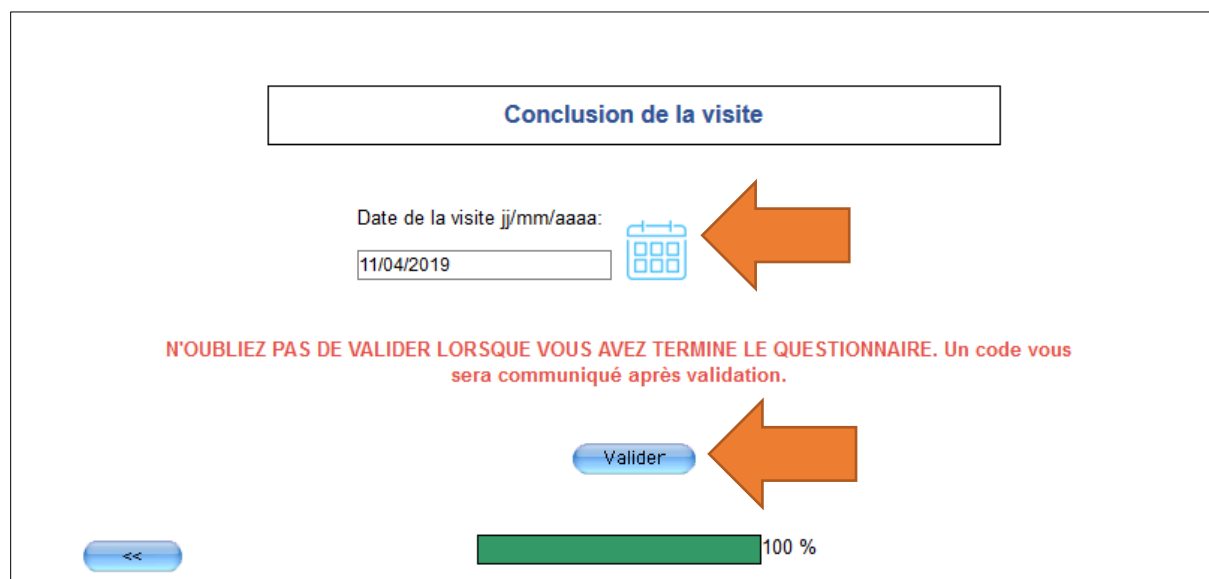 Conclusion de la visite
Date de la visite jj/mm/aaaa:
11/04/2019
N'OUBLIEZ PAS DE VALIDER LORSQUE VOUS AVEZ TERMINE LE QUESTIONNAIRE. Un code vous
sera communiqué après validation.
Valider
<<
100 %